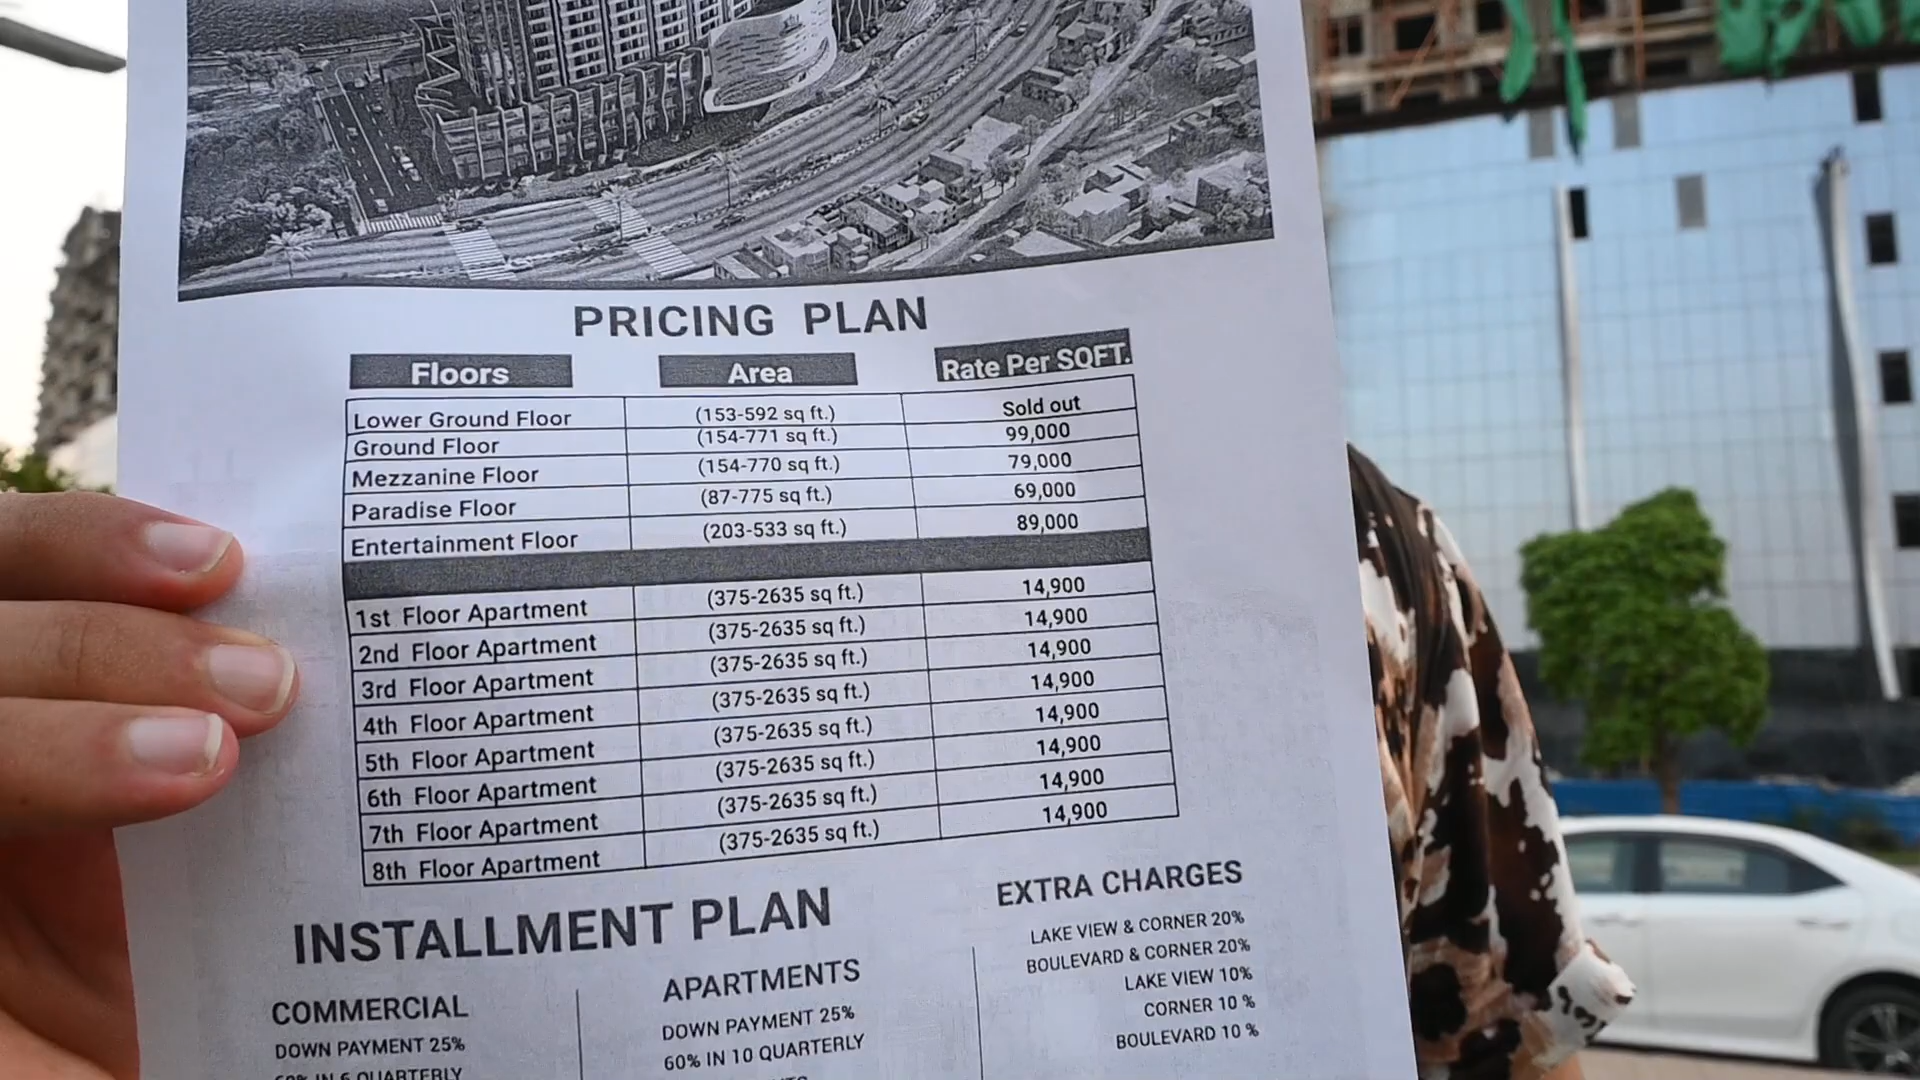 PRICING PLAN
Floors Area Rate Per SQFT.
Lower Ground Floor (153-592 sq ft.) Sold out
Ground Floor (154-771 sq ft.) 99,000
Mezzanine Floor (154-770 sq ft.) 79,000
Paradise Floor (87-775 sq ft.) 69,000
Entertainment Floor (203-533 sq ft.) 89,000
1st Floor Apartment (375-2635 sq ft.) 14,900
2nd Floor Apartment (375-2635 sq ft.) 14,900
3rd Floor Apartment (375-2635 sq ft.) 14,900
4th Floor Apartment (375-2635 sq ft.) 14,900
5th Floor Apartment (375-2635 sq ft.) 14,900
6th Floor Apartment (375-2635 sq ft.) 14,900
7th Floor Apartment (375-2635 sq ft.) 14,900
8th Floor Apartment (375-2635 sq ft.) 14,900
INSTALLMENT PLAN
COMMERCIAL
DOWN PAYMENT 25%
60% IN 6 QUARTERLY
APARTMENTS
DOWN PAYMENT 25%
60% IN 10 QUARTERLY
EXTRA CHARGES
LAKE VIEW & CORNER 20%
BOULEVARD & CORNER 20%
LAKE VIEW 10%
CORNER 10 %
BOULEVARD 10 %